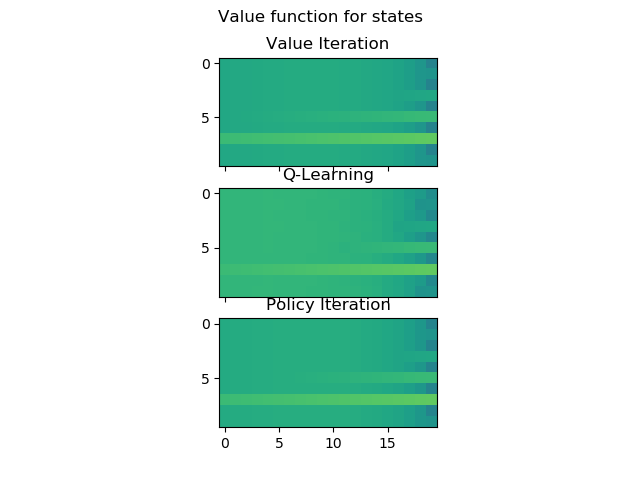 Value function for states
Value Iteration
0
5
Q-Learning
0
5
Policy Iteration
0
5
0 5 10 15